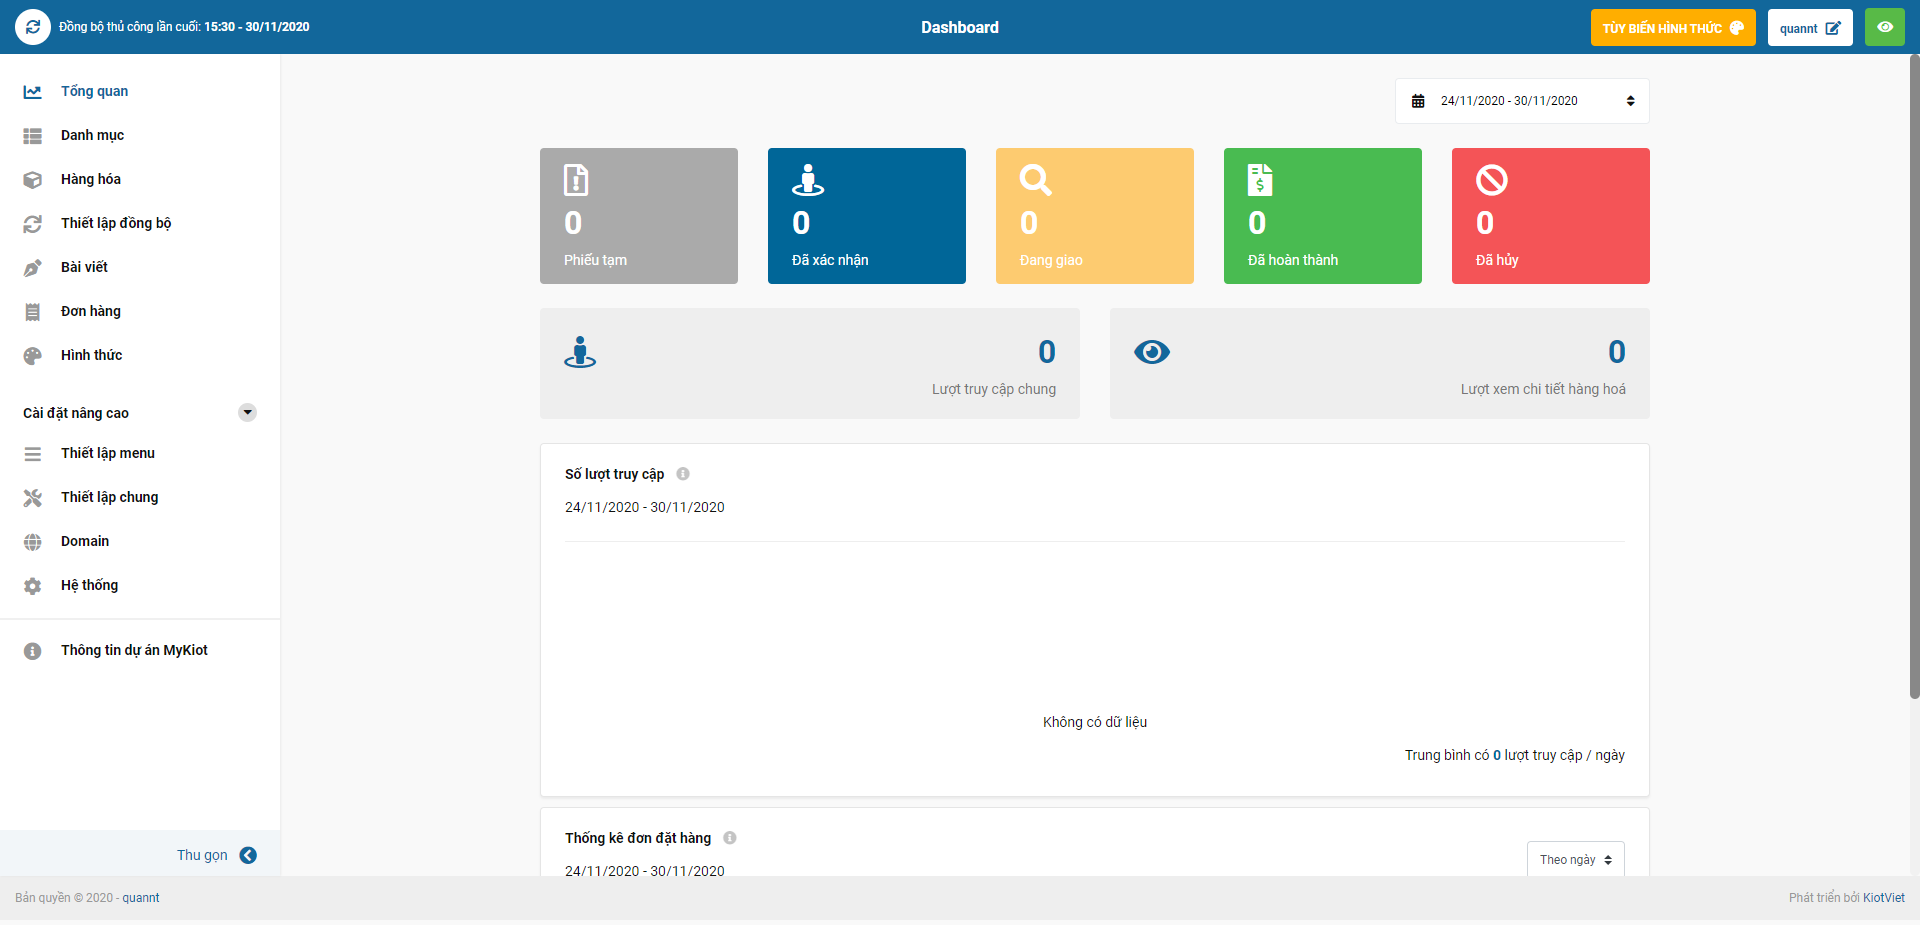 Đồng bộ thủ công lần cuối: 15:30 - 30/11/2020
Dashboard
TÙY BIẾN HÌNH THỨC
quannt
Tổng quan
Danh mục
Hàng hóa
Thiết lập đồng bộ
Bài viết
Đơn hàng
Hình thức
Cài đặt nâng cao
Thiết lập menu
Thiết lập chung
Domain
Hệ thống
Thông tin dự án MyKiot
Thu gọn
24/11/2020 - 30/11/2020
0
Phiếu tạm
0
Đã xác nhận
0
Đang giao
0
Đã hoàn thành
0
Đã hủy
0
Lượt truy cập chung
0
Lượt xem chi tiết hàng hoá
Số lượt truy cập
24/11/2020 - 30/11/2020
Không có dữ liệu
Trung bình có 0 lượt truy cập / ngày
Thống kê đơn đặt hàng
24/11/2020 - 30/11/2020
Theo ngày
Bản quyền © 2020 - quannt
Phát triển bởi KiotViet